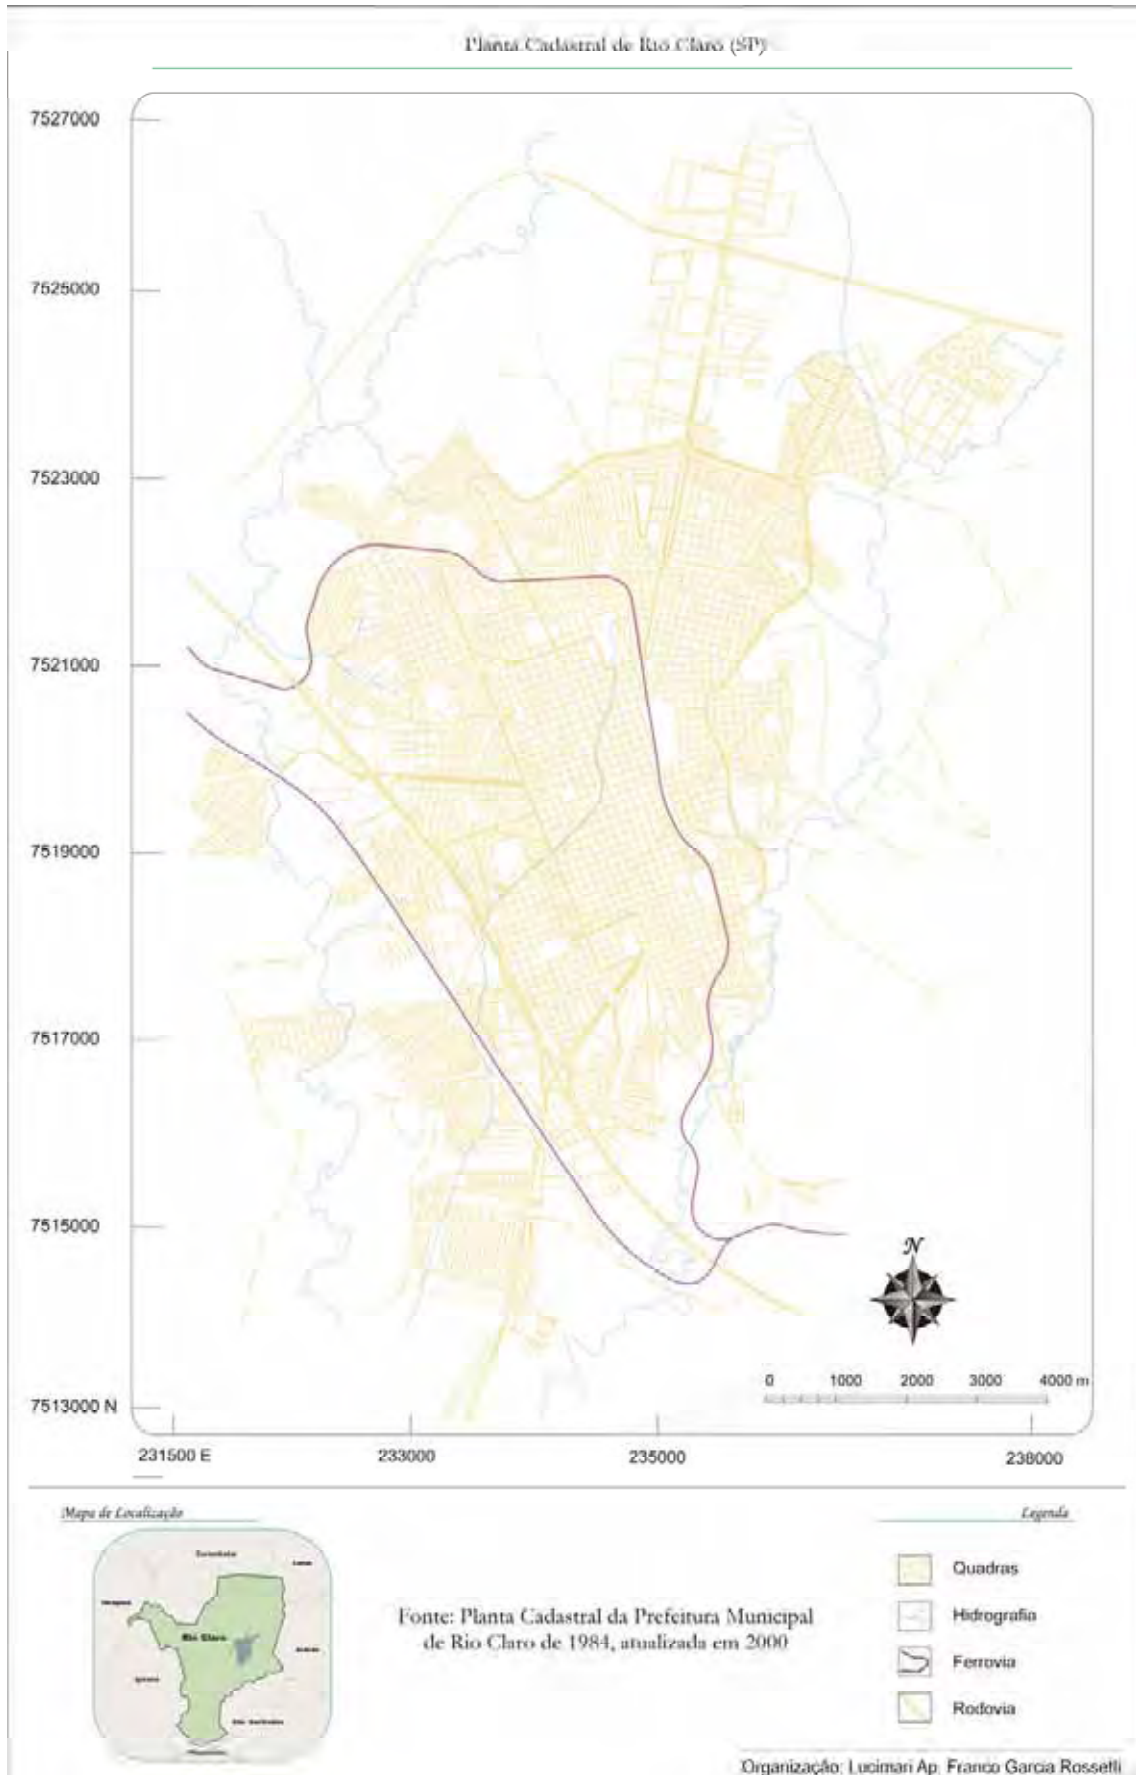 Planta Cadastral de Rio Claro (SP)
7527000
7525000
7523000
7521000
7519000
7517000
7515000
7513000 N
N
0 1000 2000 3000 4000 m
231500 E 233000 235000 238000
Mapa de Localização
Legenda
Rio Claro
Fonte: Planta Cadastral da Prefeitura Municipal
de Rio Claro de 1984, atualizada em 2000
Quadras
Hidrografia
Ferrovia
Rodovia
Organização: Lucimari Ap. Franco Garcia Rossetti